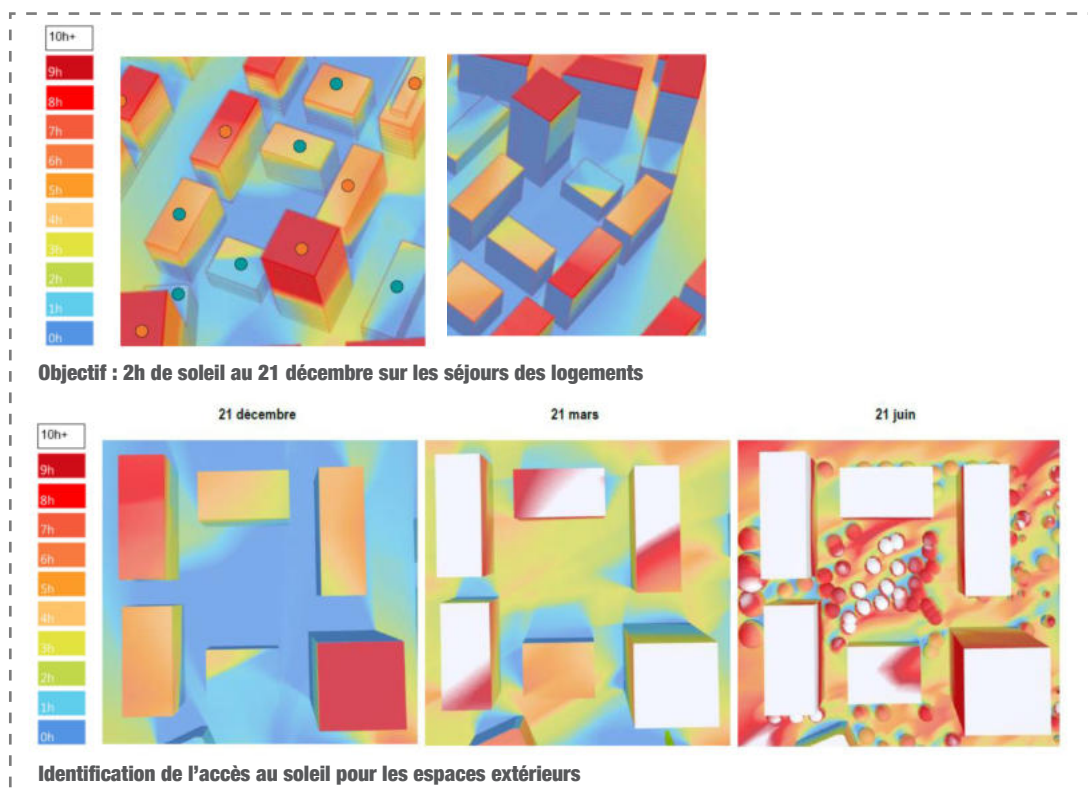 10h+
9h
8h
7h
6h
5h
4h
3h
2h
1h
0h
Objectif : 2h de soleil au 21 décembre sur les séjours des logements
21 décembre
21 mars
21 juin
10h+
9h
8h
7h
6h
5h
4h
3h
2h
1h
0h
Identification de l’accès au soleil pour les espaces extérieurs